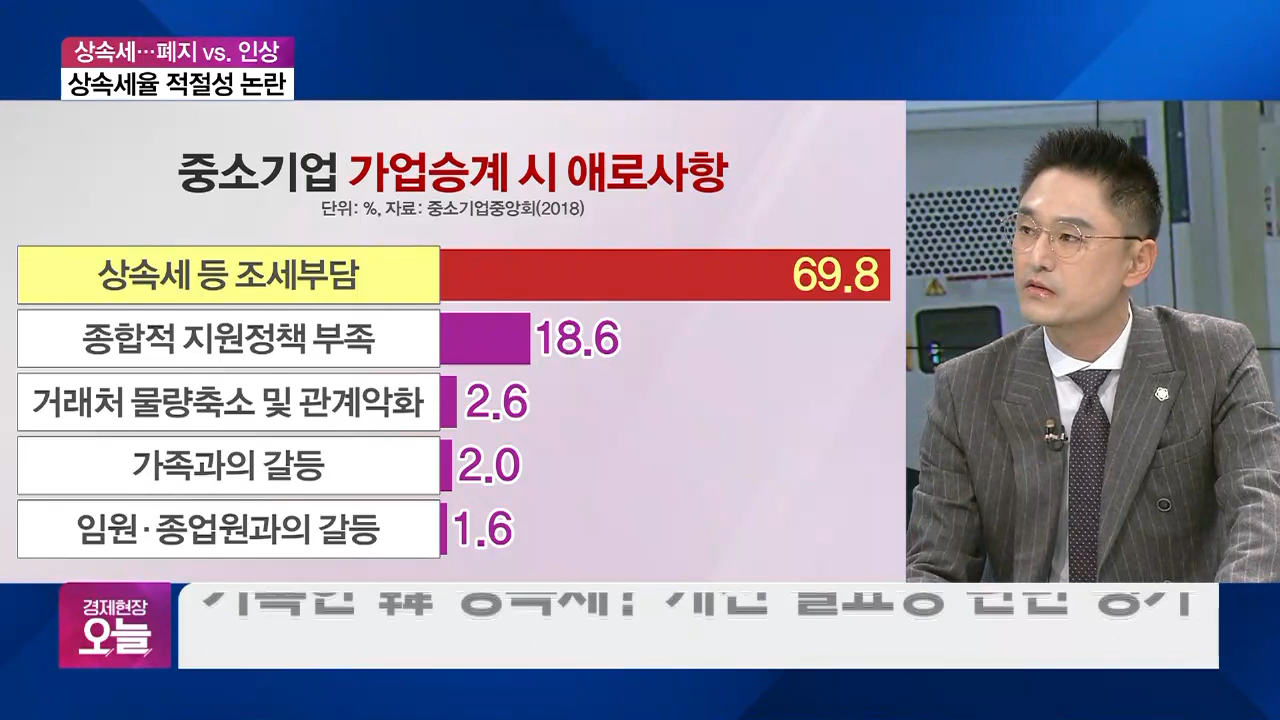 상속세…폐지 vs. 인상
상속세율 적절성 논란
중소기업 가업승계 시 애로사항
단위: %, 자료: 중소기업중앙회(2018)
상속세 등 조세부담 69.8
종합적 지원정책 부족 18.6
거래처 물량축소 및 관계악화 2.6
가족과의 갈등 2.0
임원·종업원과의 갈등 1.6
경제현장
오늘